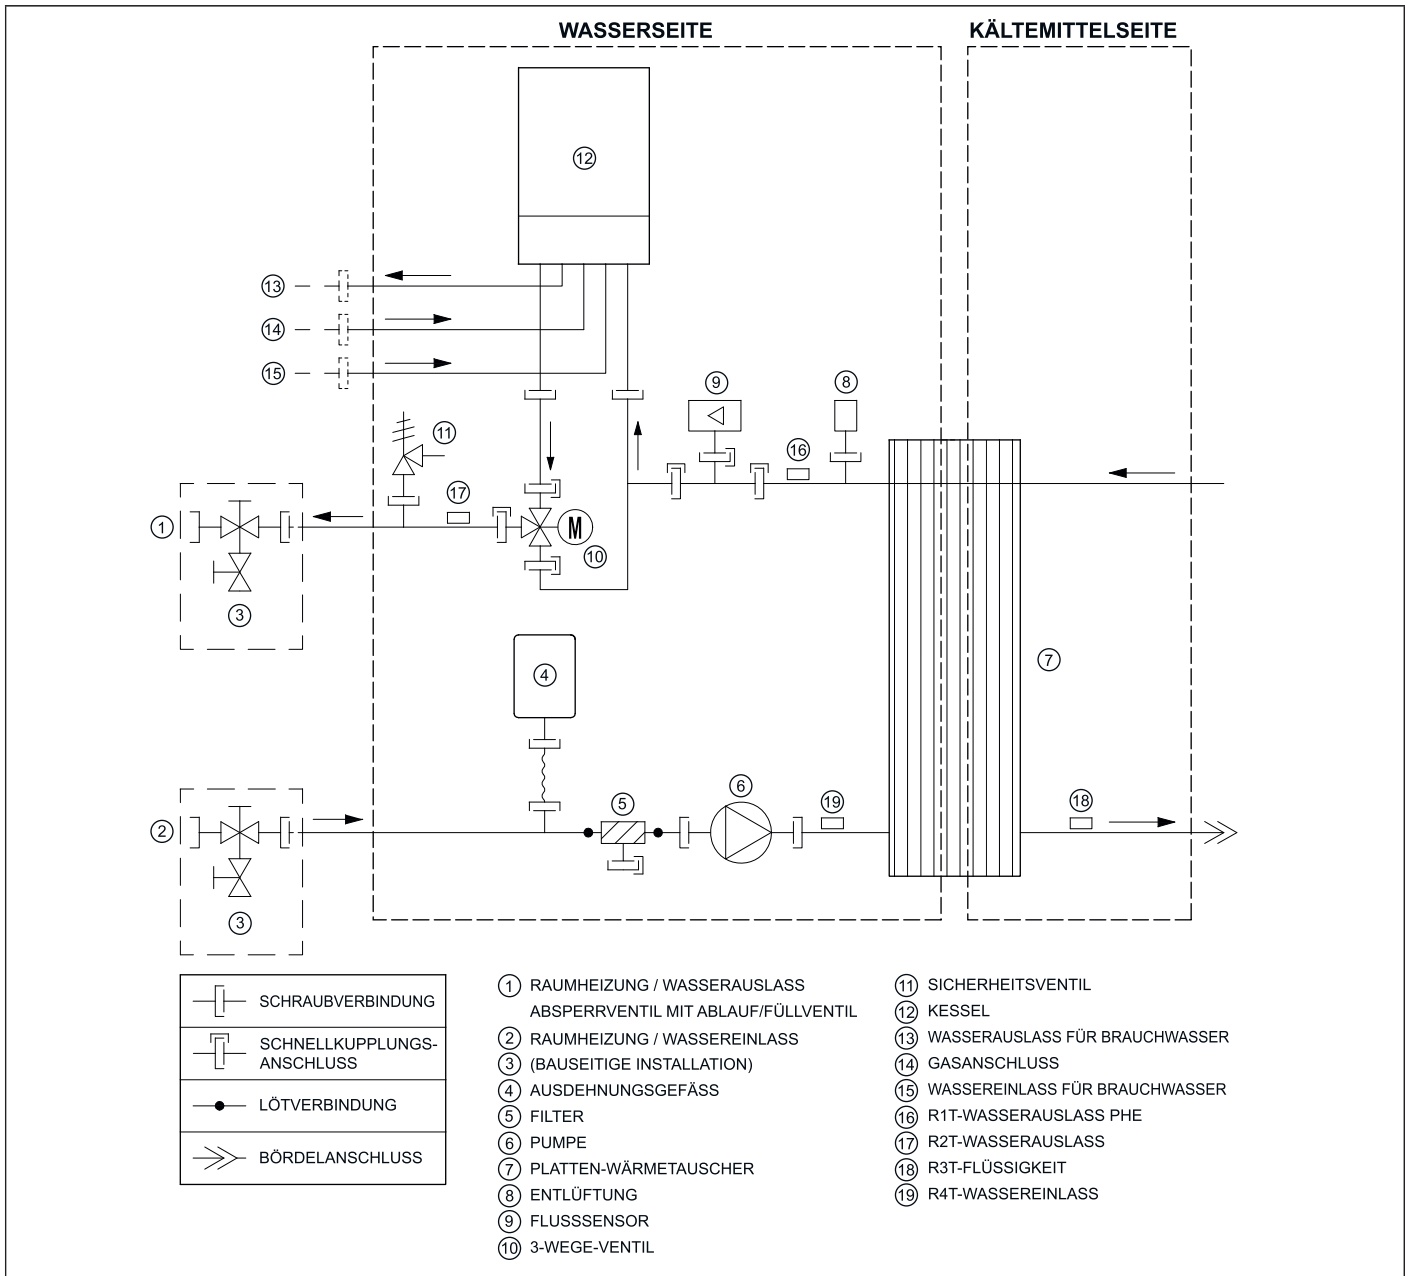 WASSERSEITE
KÄLTEMITTELSEITE
12
13
14
15
9
8
11
16
17
1
M
10
3
4
7
2
5
6
19
18
3
SCHRAUBVERBINDUNG
SCHNELLKUPPLUNGS-
ANSCHLUSS
LÖTVERBINDUNG
BÖRDELANSCHLUSS
1 RAUMHEIZUNG / WASSERAUSLASS
ABSPERRVENTIL MIT ABLAUF/FÜLLVENTIL
2 RAUMHEIZUNG / WASSEREINLASS
3 (BAUSEITIGE INSTALLATION)
4 AUSDEHNUNGSGEFÄSS
5 FILTER
6 PUMPE
7 PLATTEN-WÄRMETAUSCHER
8 ENTLÜFTUNG
9 FLUSSSENSOR
10 3-WEGE-VENTIL
11 SICHERHEITSVENTIL
12 KESSEL
13 WASSERAUSLASS FÜR BRAUCHWASSER
14 GASANSCHLUSS
15 WASSEREINLASS FÜR BRAUCHWASSER
16 R1T-WASSERAUSLASS PHE
17 R2T-WASSERAUSLASS
18 R3T-FLÜSSIGKEIT
19 R4T-WASSEREINLASS